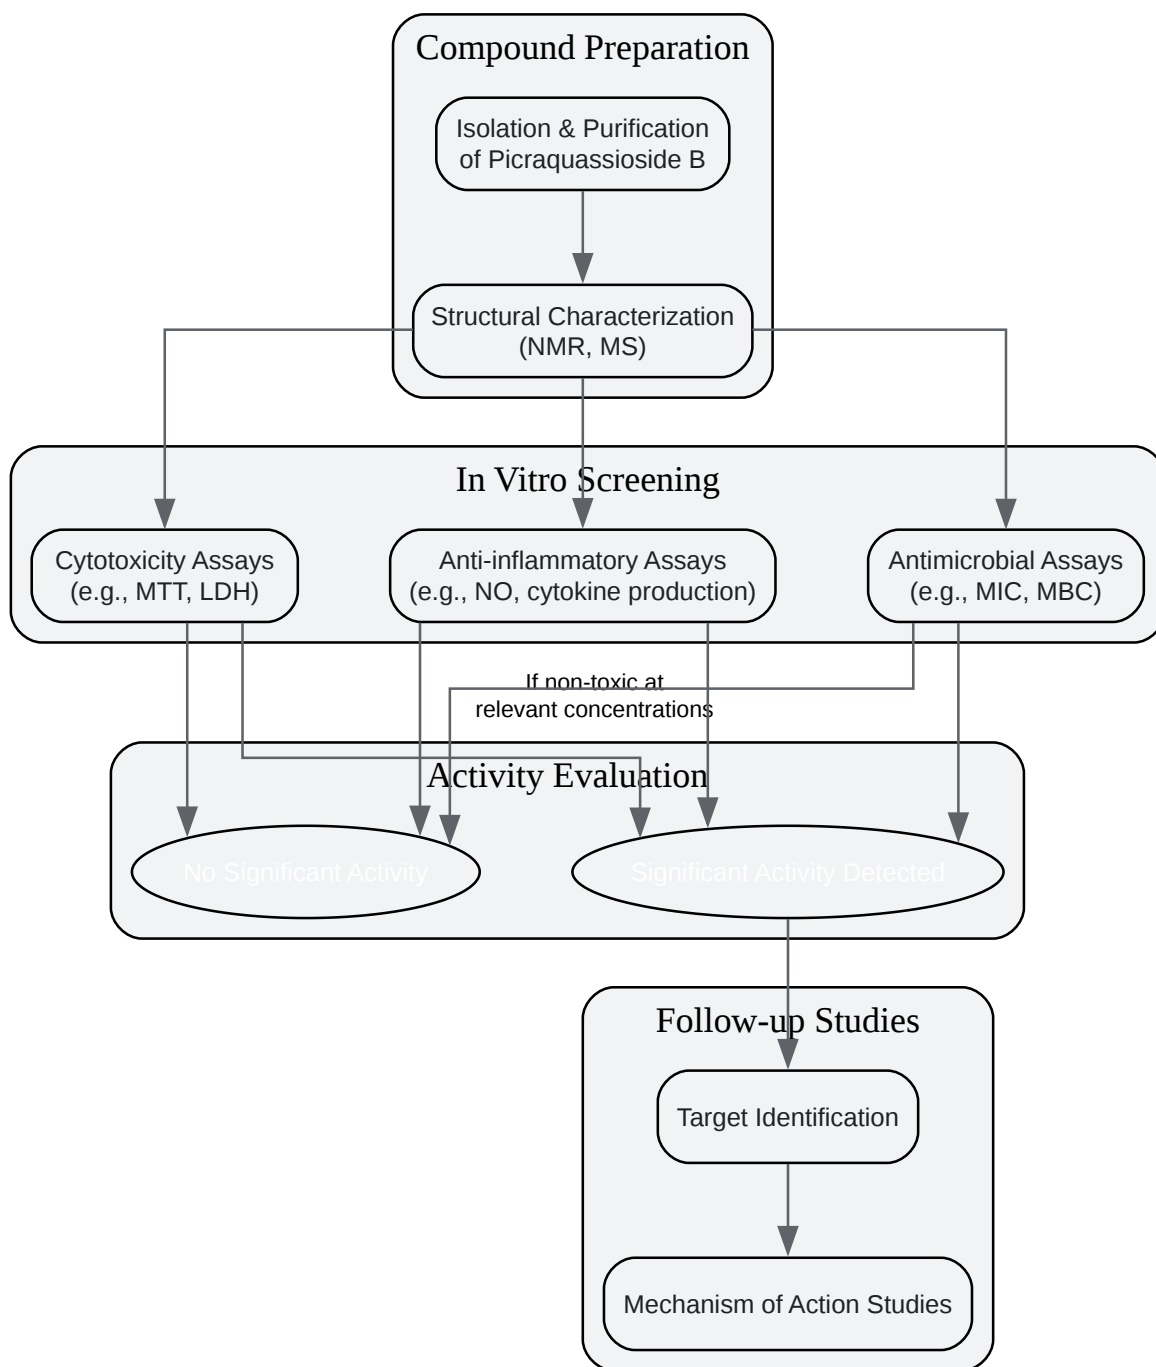 Compound Preparation
Isolation & Purification
of Picraquassioside B
Structural Characterization
(NMR, MS)
In Vitro Screening
Cytotoxicity Assays
(e.g., MTT, LDH)
Anti-inflammatory Assays
(e.g., NO, cytokine production)
Antimicrobial Assays
(e.g., MIC, MBC)
If non-toxic at
relevant concentrations
Activity Evaluation
No Significant Activity
Significant Activity Detected
Follow-up Studies
Target Identification
Mechanism of Action Studies